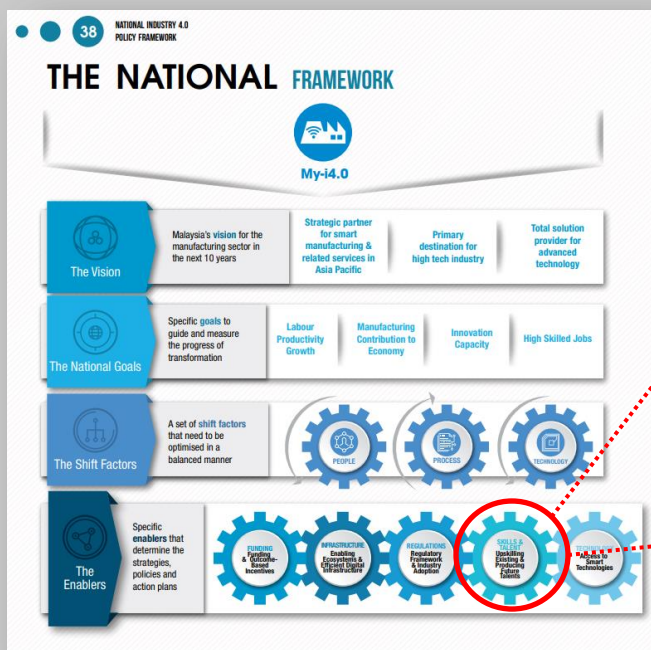 38
NATIONAL INDUSTRY 4.0
POLICY FRAMEWORK
THE NATIONAL FRAMEWORK
My-i4.0
The Vision
Malaysia's vision for the
manufacturing sector in
the next 10 years
Strategic partner
for smart
manufacturing &
related services in
Asia Pacific
Primary
destination for
high tech industry
Total solution
provider for
advanced
technology
The National Goals
Specific goals to
guide and measure
the progress of
transformation
Labour
Productivity
Growth
Manufacturing
Contribution to
Economy
Innovation
Capacity
High Skilled Jobs
The Shift Factors
A set of shift factors
that need to be
optimised in a
balanced manner
PEOPLE
PROCESS
TECHNOLOGY
The
Enablers
Specific
enablers that
determine the
strategies,
policies and
action plans
FUNDING
Funding
& Outcome-
Based
Incentives
INFRASTRUCTURE
Enabling
Ecosystems &
Efficient Digital
Infrastructure
REGULATIONS
Regulatory
Framework
& Industry
Adoption
SKILLS &
TALENT
Upskilling
Existing &
Producing
Future
Talents
Access to
Smart
Technologies